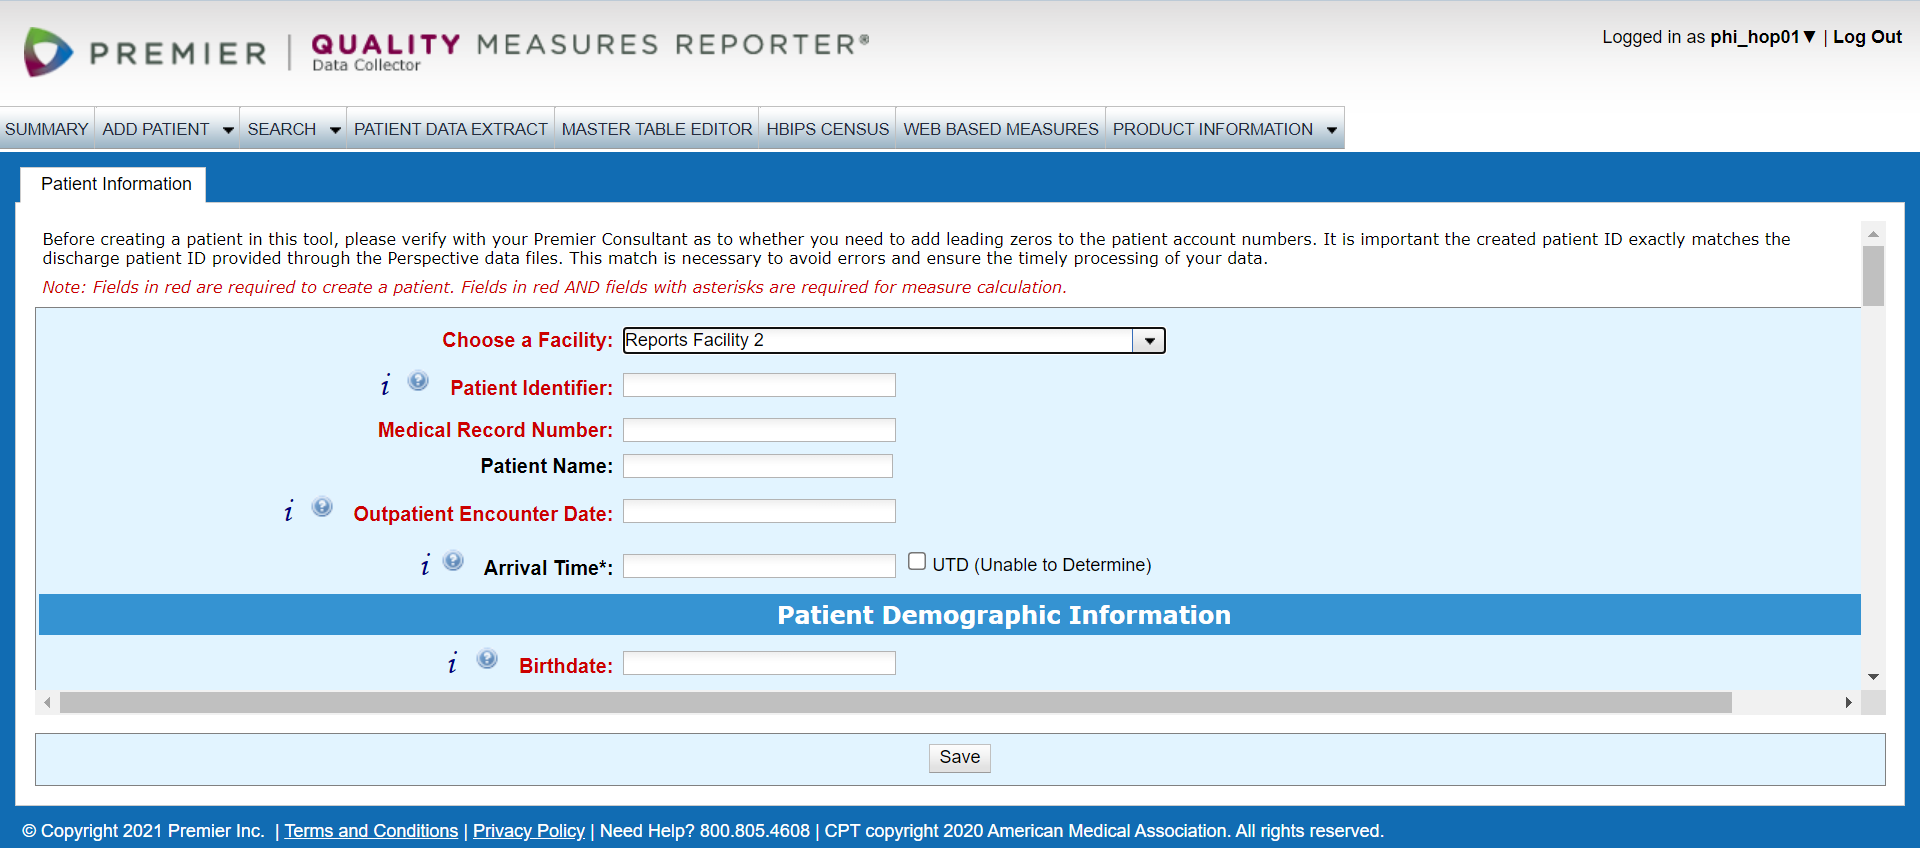 PREMIER | QUALITY MEASURES REPORTER®
Data Collector
Logged in as phi_hop01▼ | Log Out
SUMMARY ADD PATIENT SEARCH PATIENT DATA EXTRACT MASTER TABLE EDITOR HBIPS CENSUS WEB BASED MEASURES PRODUCT INFORMATION
Patient Information
Before creating a patient in this tool, please verify with your Premier Consultant as to whether you need to add leading zeros to the patient account numbers. It is important the created patient ID exactly matches the
discharge patient ID provided through the Perspective data files. This match is necessary to avoid errors and ensure the timely processing of your data.
Note: Fields in red are required to create a patient. Fields in red AND fields with asterisks are required for measure calculation.
Choose a Facility: Reports Facility 2
i ? Patient Identifier:
Medical Record Number:
Patient Name:
i ? Outpatient Encounter Date:
i ? Arrival Time*: UTD (Unable to Determine)
Patient Demographic Information
i ? Birthdate:
Save
© Copyright 2021 Premier Inc. | Terms and Conditions | Privacy Policy | Need Help? 800.805.4608 | CPT copyright 2020 American Medical Association. All rights reserved.